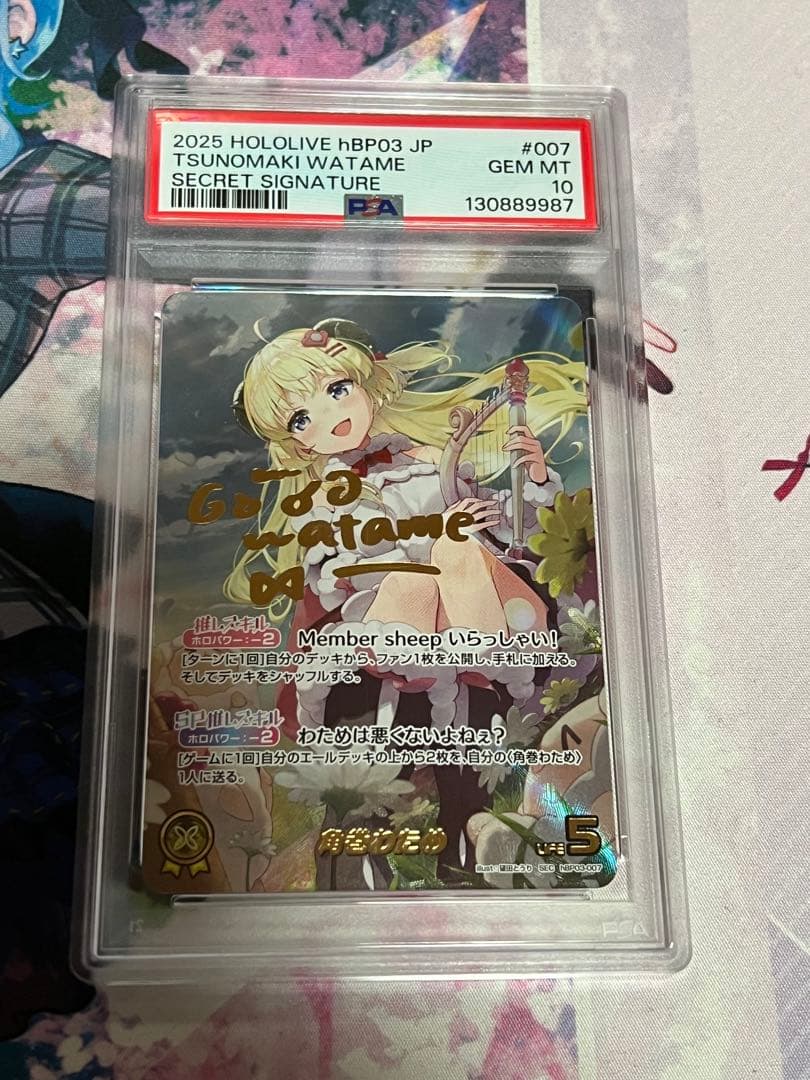 2025 HOLOLIVE hBP03 JP #007
TSUNOMAKI WATAME GEM MT
SECRET SIGNATURE 10
PSA 130889987
watame
推しスキル
ホロパワー:-2 Member sheep いらっしゃい!
[ターンに1回]自分のデッキから、ファン1枚を公開し、手札に加える。
そしてデッキをシャッフルする。
SP推しスキル
ホロパワー:-2 わためは悪くないよねぇ?
[ゲームに1回]自分のエールデッキの上から2枚を、自分の〈角巻わため〉
1人に送る。
角巻わため
LIFE 5
SEC hBP03-007
PSA